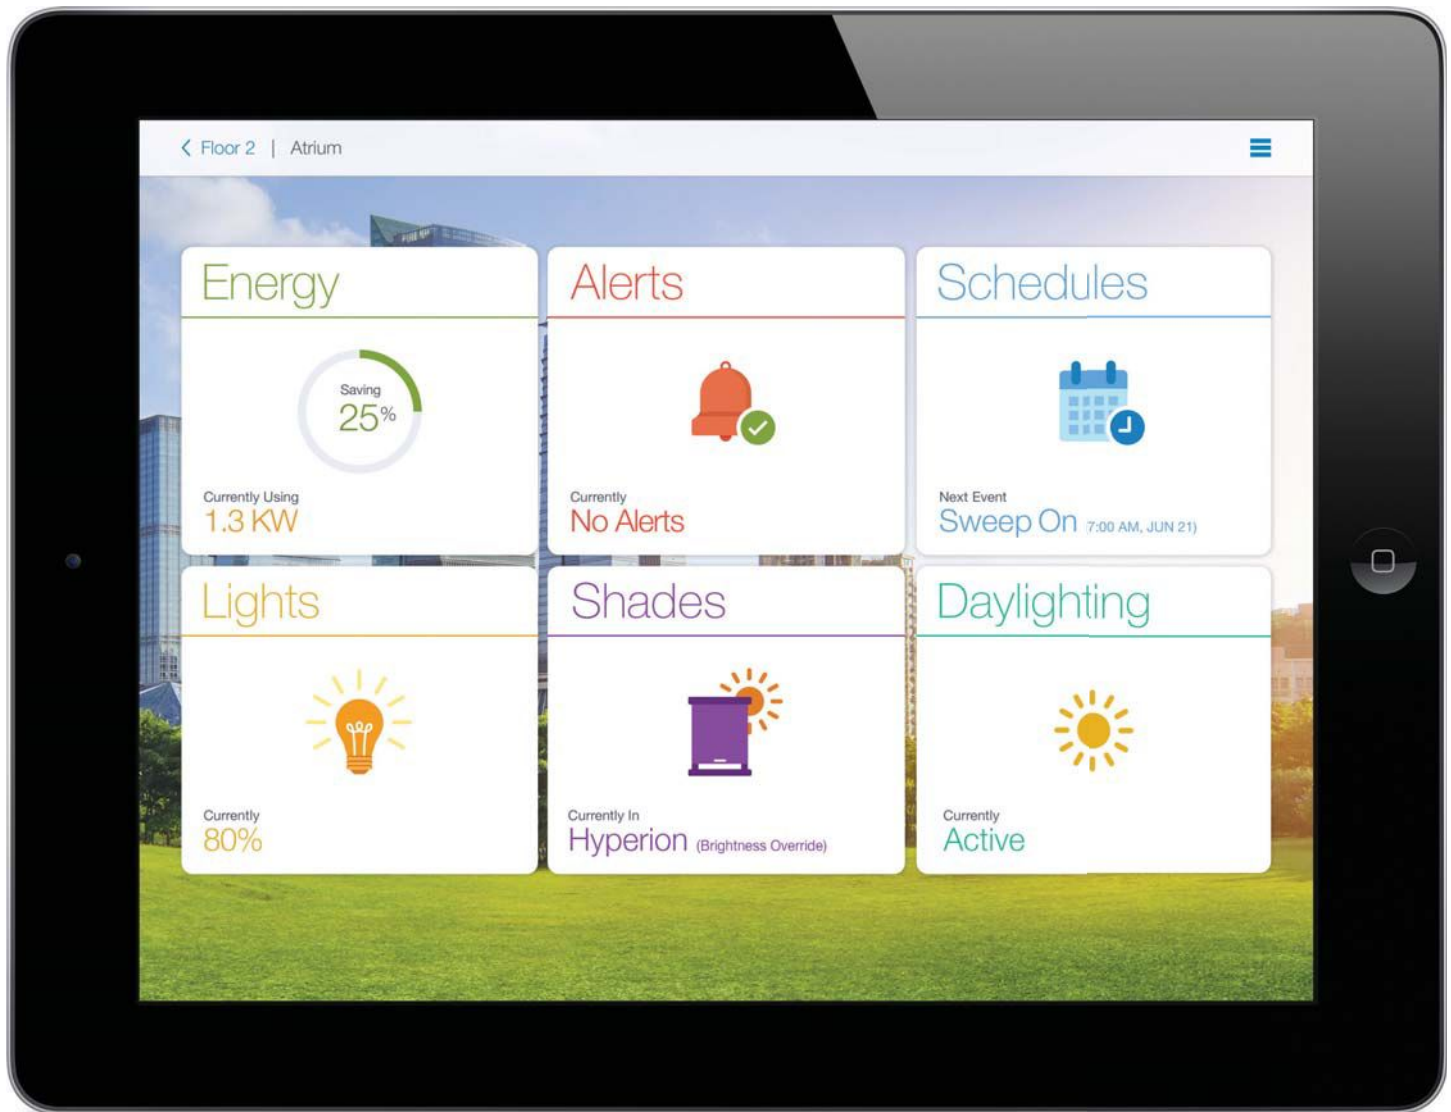 Floor 2 | Atrium
Energy
Saving
25%
Currently Using
1.3 KW
Alerts
Currently
No Alerts
Schedules
Next Event
Sweep On 7:00 AM, JUN 21)
Lights
Currently
80%
Shades
Currently In
Hyperion (Brightness Override)
Daylighting
Currently
Active